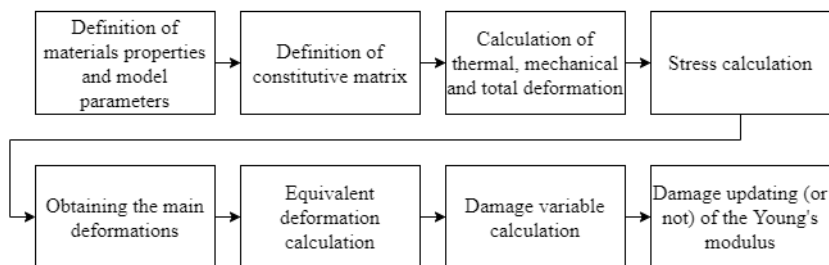 Definition of
materials properties
and model
parameters
Definition of
constitutive matrix
Calculation of
thermal, mechanical
and total deformation
Stress calculation
Obtaining the main
deformations
Equivalent
deformation
calculation
Damage variable
calculation
Damage updating (or
not) of the Young's
modulus